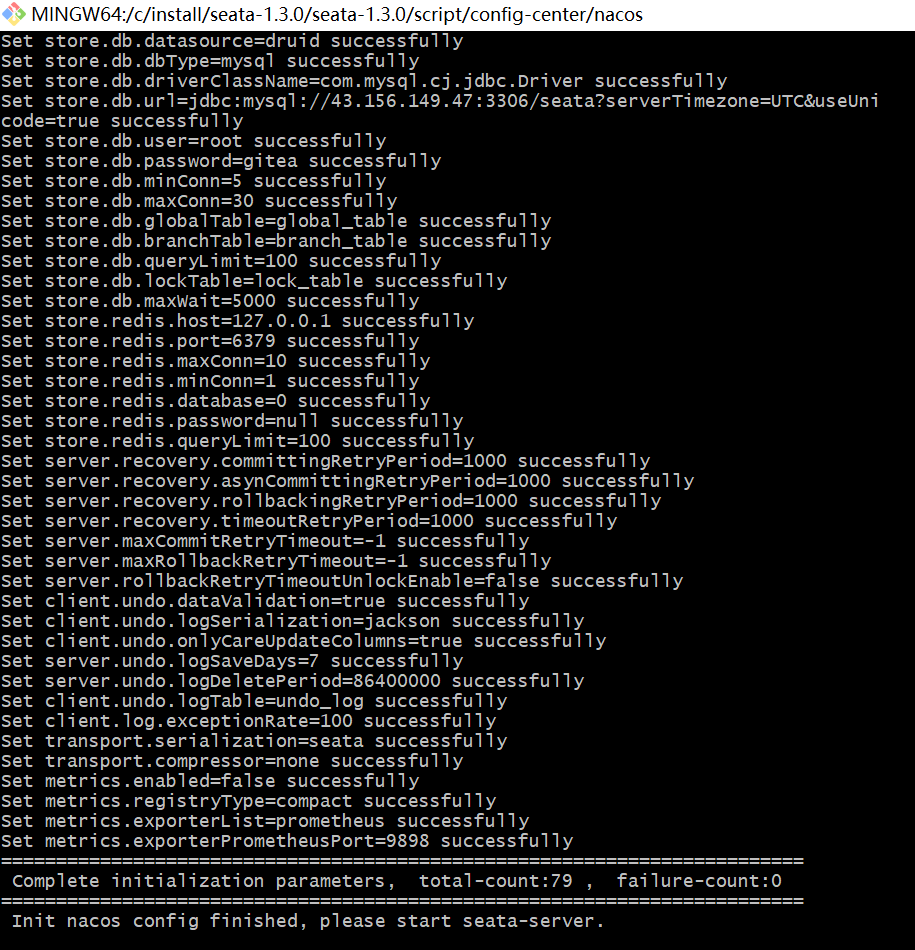 MINGW64:/c/install/seata-1.3.0/seata-1.3.0/script/config-center/nacos
Set store.db.datasource=druid successfully
Set store.db.dbType=mysql successfully
Set store.db.driverClassName=com.mysql.cj.jdbc.Driver successfully
Set store.db.url=jdbc:mysql://43.156.149.47:3306/seata?serverTimezone=UTC&useUni
code=true successfully
Set store.db.user=root successfully
Set store.db.password=gitea successfully
Set store.db.minConn=5 successfully
Set store.db.maxConn=30 successfully
Set store.db.globalTable=global_table successfully
Set store.db.branchTable=branch_table successfully
Set store.db.queryLimit=100 successfully
Set store.db.lockTable=lock_table successfully
Set store.db.maxWait=5000 successfully
Set store.redis.host=127.0.0.1 successfully
Set store.redis.port=6379 successfully
Set store.redis.maxConn=10 successfully
Set store.redis.minConn=1 successfully
Set store.redis.database=0 successfully
Set store.redis.password=null successfully
Set store.redis.queryLimit=100 successfully
Set server.recovery.committingRetryPeriod=1000 successfully
Set server.recovery.asynCommittingRetryPeriod=1000 successfully
Set server.recovery.rollbackingRetryPeriod=1000 successfully
Set server.recovery.timeoutRetryPeriod=1000 successfully
Set server.maxCommitRetryTimeout=-1 successfully
Set server.maxRollbackRetryTimeout=-1 successfully
Set server.rollbackRetryTimeoutUnlockEnable=false successfully
Set client.undo.dataValidation=true successfully
Set client.undo.logSerialization=jackson successfully
Set client.undo.onlyCareUpdateColumns=true successfully
Set server.undo.logSaveDays=7 successfully
Set server.undo.logDeletePeriod=86400000 successfully
Set client.undo.logTable=undo_log successfully
Set client.log.exceptionRate=100 successfully
Set transport.serialization=seata successfully
Set transport.compressor=none successfully
Set metrics.enabled=false successfully
Set metrics.registryType=compact successfully
Set metrics.exporterList=prometheus successfully
Set metrics.exporterPrometheusPort=9898 successfully
=========================================================================
Complete initialization parameters,  total-count:79 ,  failure-count:0
=========================================================================
Init nacos config finished, please start seata-server.